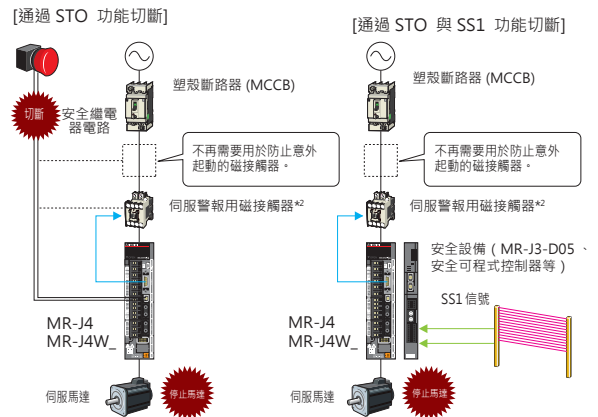 [通過 STO 功能切斷]
切斷
安全繼電
器電路
塑殼斷路器 (MCCB)
不再需要用於防止意外
起動的磁接觸器。
伺服警報用磁接觸器*2
MR-J4
MR-J4W_
伺服馬達
停止馬達
[通過 STO 與 SS1 功能切斷]
塑殼斷路器 (MCCB)
不再需要用於防止意外
起動的磁接觸器。
伺服警報用磁接觸器*2
安全設備 ( MR-J3-D05 、
安全可程式控制器等 )
SS1 信號
MR-J4
MR-J4W_
伺服馬達
停止馬達